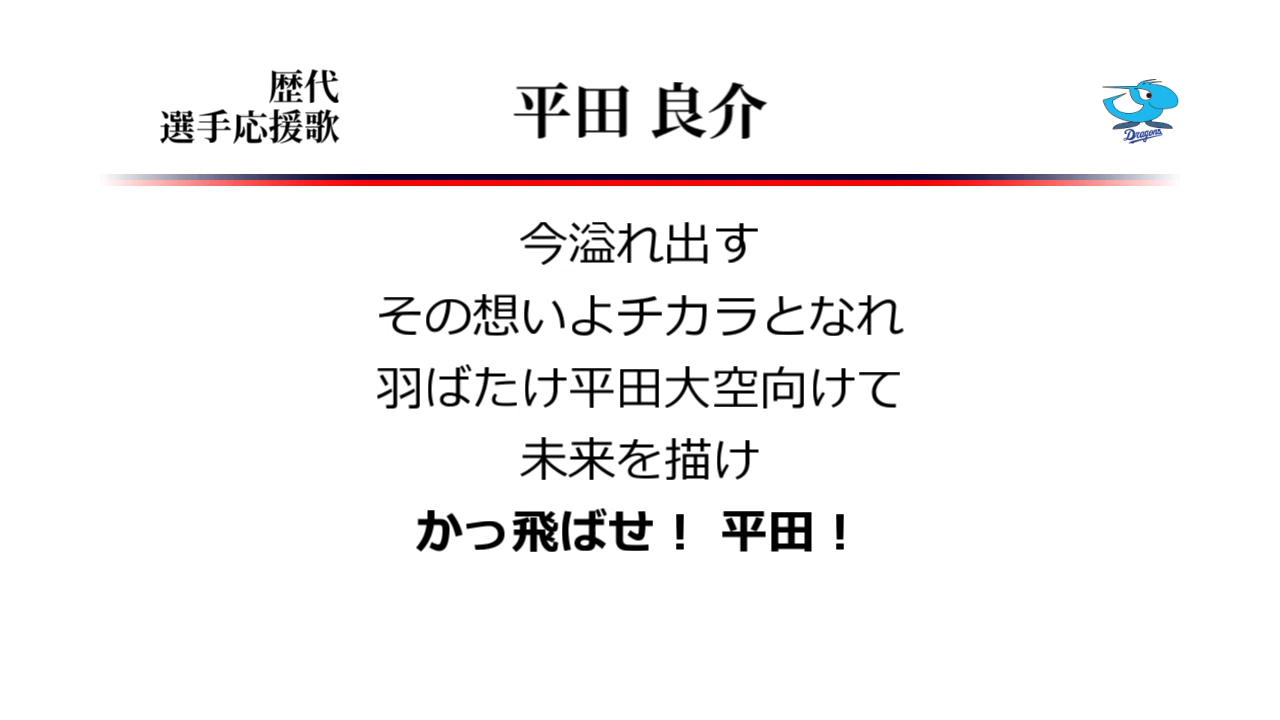 歴代
選手応援歌
平田 良介
Dragons
今溢れ出す
その想いよチカラとなれ
羽ばたけ平田大空向けて
未来を描け
かっ飛ばせ！ 平田！